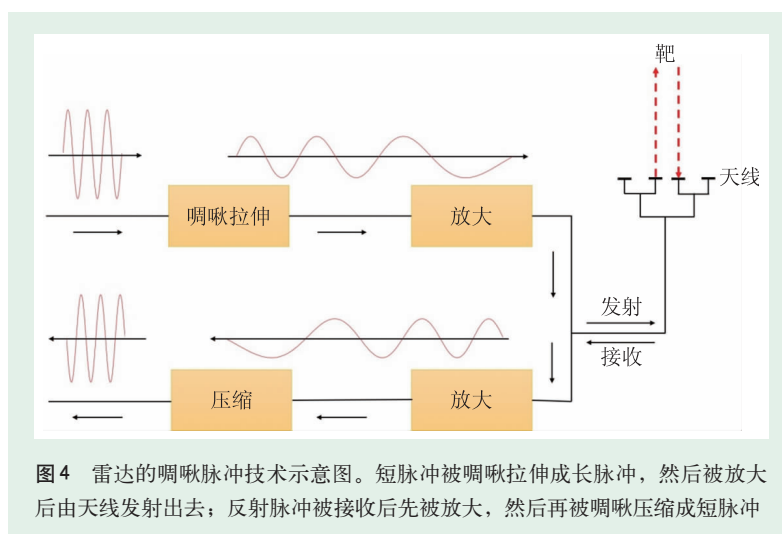 靶
天线
啁啾拉伸
放大
发射
接收
压缩
放大
图4 雷达的啁啾脉冲技术示意图。短脉冲被啁啾拉伸成长脉冲，然后被放大
后由天线发射出去；反射脉冲被接收后先被放大，然后再被啁啾压缩成短脉冲